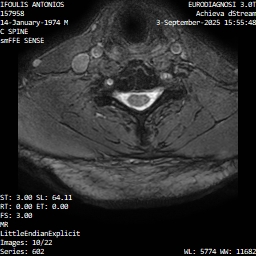 IFOULIS ANTONIOS
157958
14-January-1974 M
C SPINE
smFFE SENSE
EURODIAGNOSI 3.0T
Achieva dStream
3-September-2025 15:55:48
ST: 3.00 SL: 64.11
RT: 0.00 ET: 0.00
FS: 3.00
MR
LittleEndianExplicit
Images: 10/22
Series: 602
WL: 5774 WW: 11682